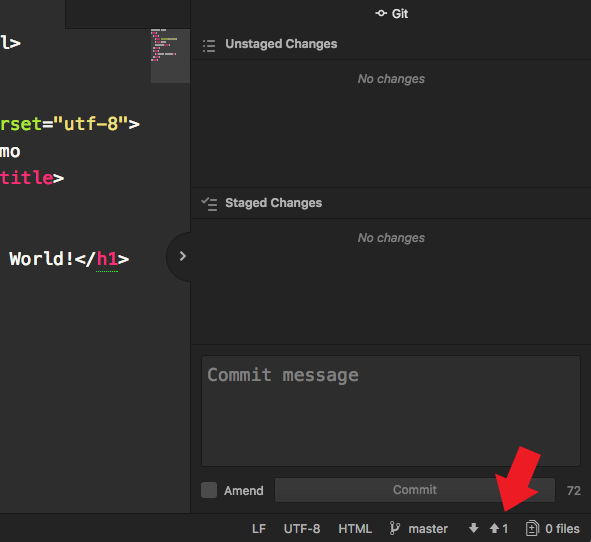 Git
l>
Unstaged Changes
No changes
rset="utf-8">
mo
title>
Staged Changes
No changes
World!</h1>
Commit message
Amend
Commit
72
LF UTF-8 HTML master 1 0 files